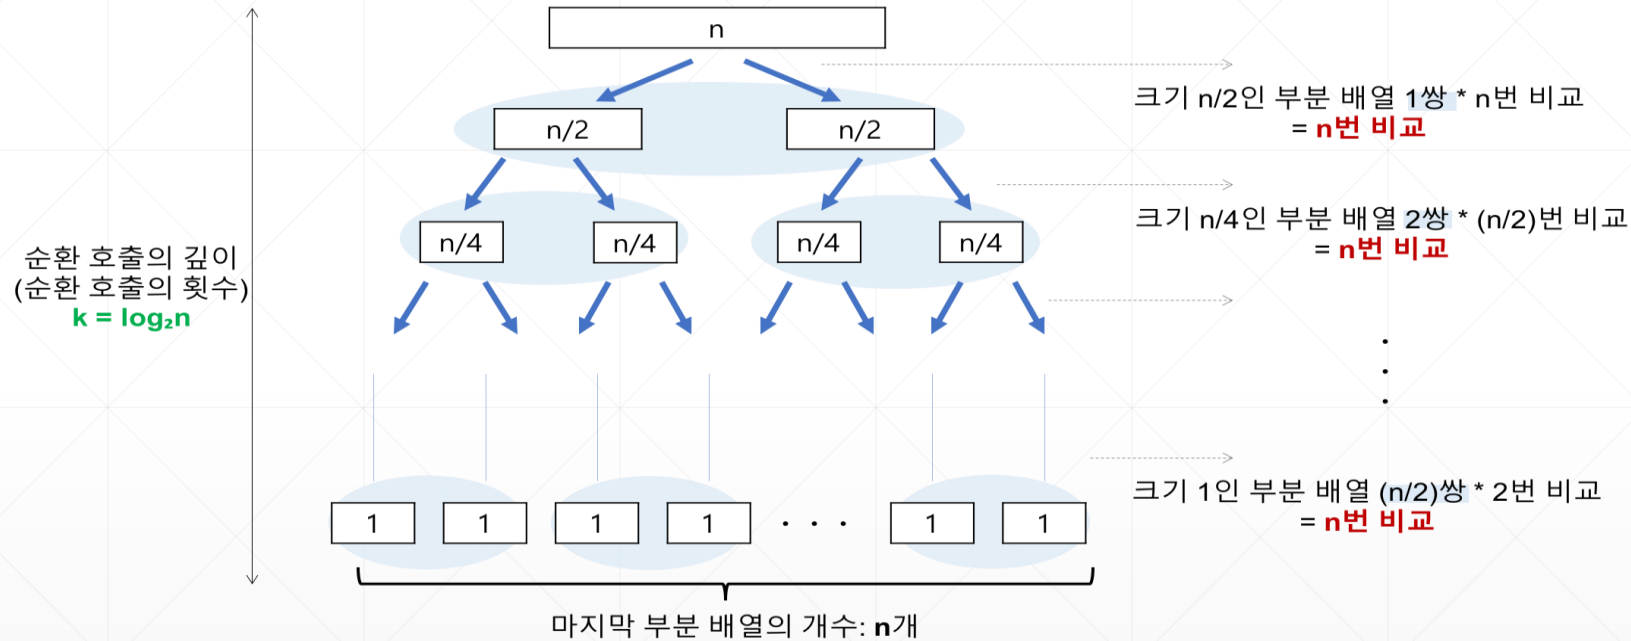 n
크기 n/2인 부분 배열 1쌍 * n번 비교
= n번 비교
n/2 n/2
크기 n/4인 부분 배열 2쌍 * (n/2)번 비교
= n번 비교
n/4 n/4 n/4 n/4
순환 호출의 깊이
(순환 호출의 횟수)
k = log₂n
.
.
.
크기 1인 부분 배열 (n/2)쌍 * 2번 비교
= n번 비교
1 1 1 1 . . . 1 1
마지막 부분 배열의 개수: n개